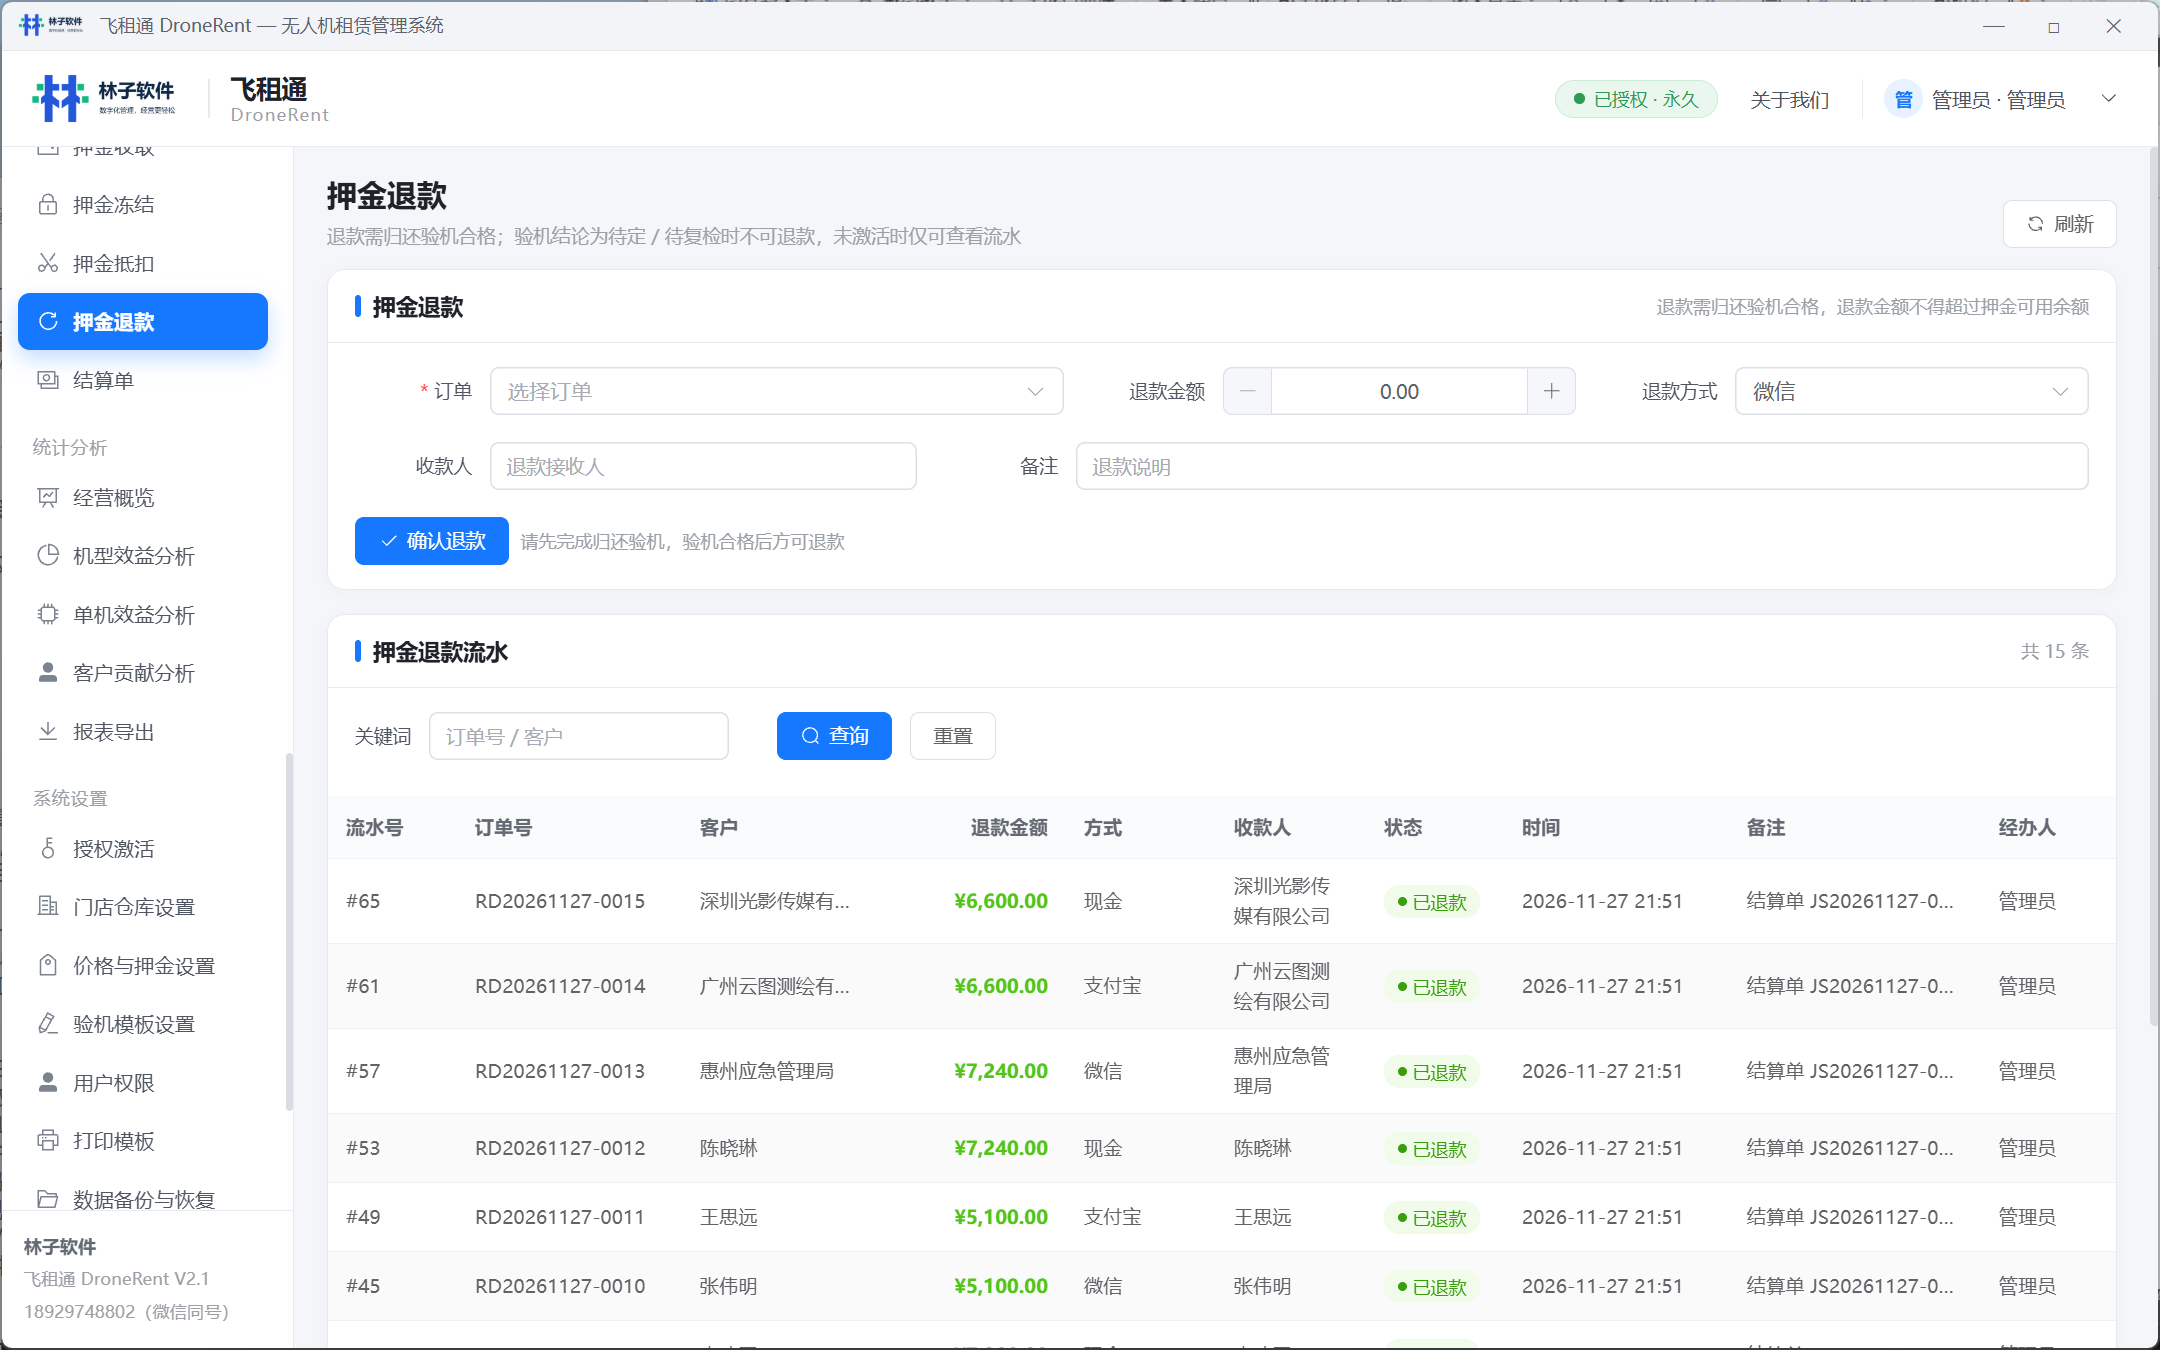 林子软件 飞租通 DroneRent — 无人机租赁管理系统
林子软件
数字化管理，经营更轻松
飞租通
DroneRent
已授权 · 永久
关于我们
管
管理员 · 管理员
押金收取
押金冻结
押金抵扣
押金退款
结算单
统计分析
经营概览
机型效益分析
单机效益分析
客户贡献分析
报表导出
系统设置
授权激活
门店仓库设置
价格与押金设置
验机模板设置
用户权限
打印模板
数据备份与恢复
林子软件
飞租通 DroneRent V2.1
18929748802（微信同号）
押金退款
退款需归还验机合格；验机结论为待定 / 待复检时不可退款，未激活时仅可查看流水
刷新
押金退款
退款需归还验机合格，退款金额不得超过押金可用余额
* 订单 选择订单
退款金额 0.00
退款方式 微信
收款人 退款接收人
备注 退款说明
确认退款 请先完成归还验机，验机合格后方可退款
押金退款流水
共 15 条
关键词 订单号 / 客户 查询 重置
流水号 订单号 客户 退款金额 方式 收款人 状态 时间 备注 经办人
#65 RD20261127-0015 深圳光影传媒有... ¥6,600.00 现金 深圳光影传媒有限公司 已退款 2026-11-27 21:51 结算单 JS20261127-0... 管理员
#61 RD20261127-0014 广州云图测绘有... ¥6,600.00 支付宝 广州云图测绘有限公司 已退款 2026-11-27 21:51 结算单 JS20261127-0... 管理员
#57 RD20261127-0013 惠州应急管理局 ¥7,240.00 微信 惠州应急管理局 已退款 2026-11-27 21:51 结算单 JS20261127-0... 管理员
#53 RD20261127-0012 陈晓琳 ¥7,240.00 现金 陈晓琳 已退款 2026-11-27 21:51 结算单 JS20261127-0... 管理员
#49 RD20261127-0011 王思远 ¥5,100.00 支付宝 王思远 已退款 2026-11-27 21:51 结算单 JS20261127-0... 管理员
#45 RD20261127-0010 张伟明 ¥5,100.00 微信 张伟明 已退款 2026-11-27 21:51 结算单 JS20261127-0... 管理员